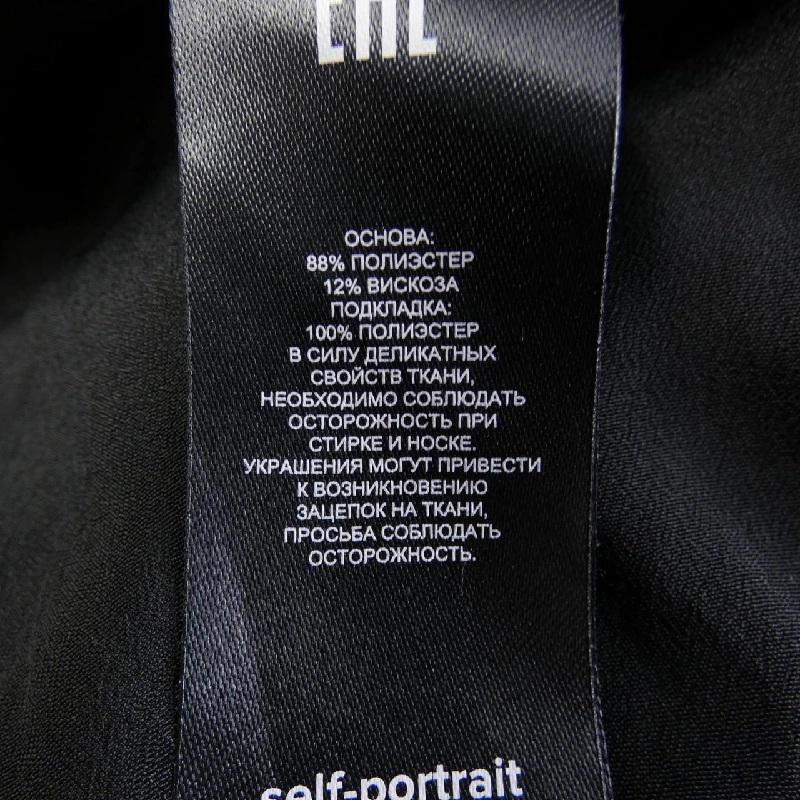 EAC
ОСНОВА:
88% ПОЛИЭСТЕР
12% ВИСКОЗА
ПОДКЛАДКА:
100% ПОЛИЭСТЕР
В СИЛУ ДЕЛИКАТНЫХ
СВОЙСТВ ТКАНИ,
НЕОБХОДИМО СОБЛЮДАТЬ
ОСТОРОЖНОСТЬ ПРИ
СТИРКЕ И НОСКЕ.
УКРАШЕНИЯ МОГУТ ПРИВЕСТИ
К ВОЗНИКНОВЕНИЮ
ЗАЦЕПОК НА ТКАНИ,
ПРОСЬБА СОБЛЮДАТЬ
ОСТОРОЖНОСТЬ.
self-portrait